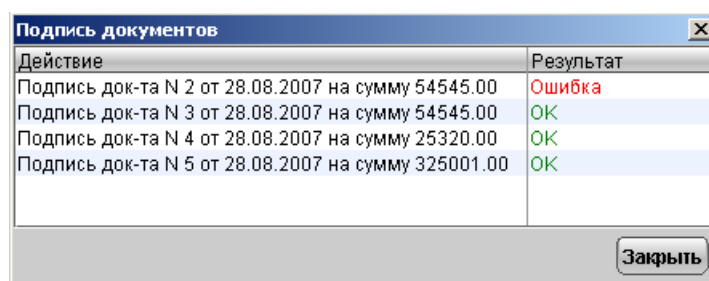 Подпись документов
Действие Результат
Подпись док-та N 2 от 28.08.2007 на сумму 54545.00 Ошибка
Подпись док-та N 3 от 28.08.2007 на сумму 54545.00 OK
Подпись док-та N 4 от 28.08.2007 на сумму 25320.00 OK
Подпись док-та N 5 от 28.08.2007 на сумму 325001.00 OK
Закрыть